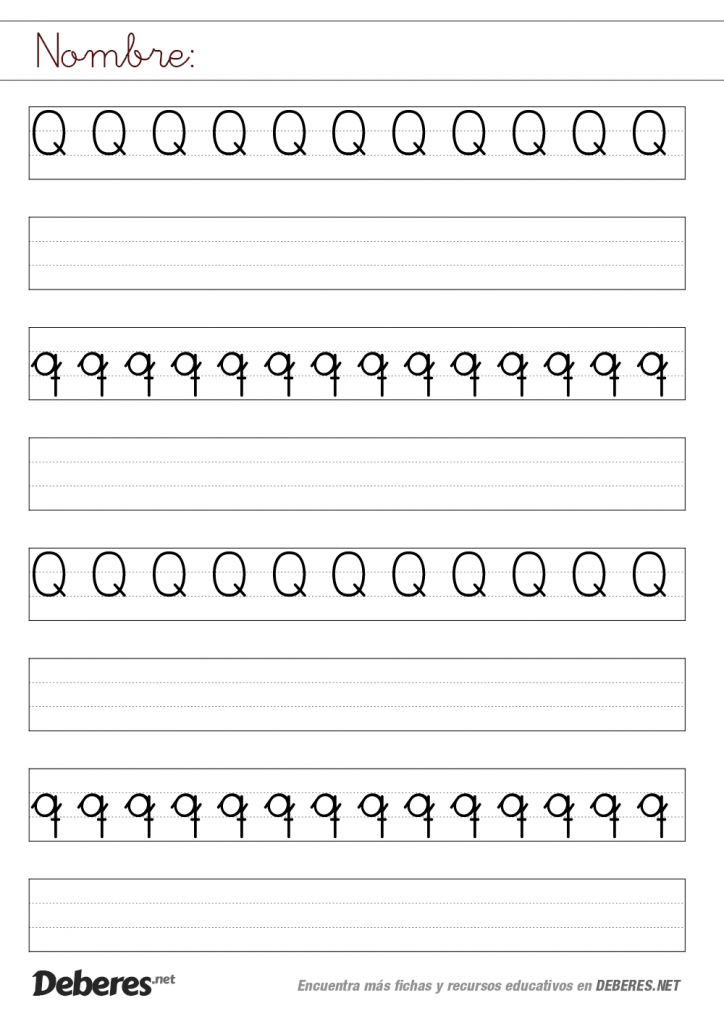 Nombre:
Q Q Q Q Q Q Q Q Q Q Q
q q q q q q q q q q q q q q
Q Q Q Q Q Q Q Q Q Q Q
q q q q q q q q q q q q q q
Deberes.net
Encuentra más fichas y recursos educativos en DEBERES.NET